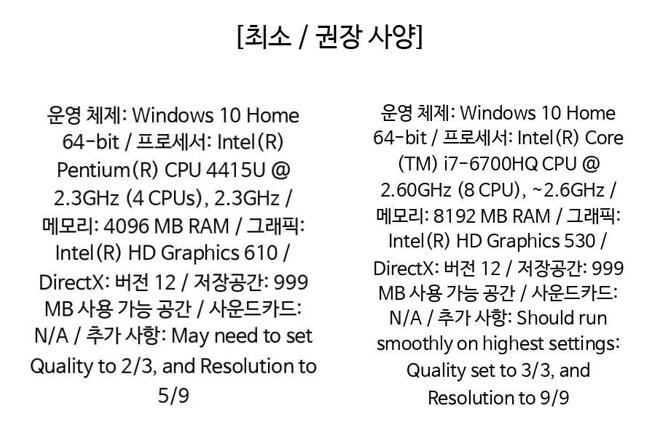 [최소 / 권장 사양]
운영 체제: Windows 10 Home
64-bit / 프로세서: Intel(R)
Pentium(R) CPU 4415U @
2.3GHz (4 CPUs), 2.3GHz /
메모리: 4096 MB RAM / 그래픽:
Intel(R) HD Graphics 610 /
DirectX: 버전 12 / 저장공간: 999
MB 사용 가능 공간 / 사운드카드:
N/A / 추가 사항: May need to set
Quality to 2/3, and Resolution to
5/9
운영 체제: Windows 10 Home
64-bit / 프로세서: Intel(R) Core
(TM) i7-6700HQ CPU @
2.60GHz (8 CPU), ~2.6GHz /
메모리: 8192 MB RAM / 그래픽:
Intel(R) HD Graphics 530 /
DirectX: 버전 12 / 저장공간: 999
MB 사용 가능 공간 / 사운드카드:
N/A / 추가 사항: Should run
smoothly on highest settings:
Quality set to 3/3, and
Resolution to 9/9